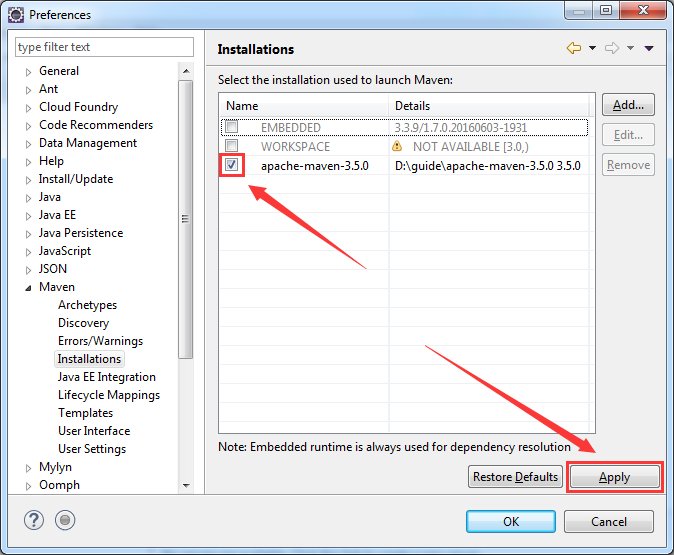 Preferences
type filter text
General
Ant
Cloud Foundry
Code Recommenders
Data Management
Help
Install/Update
Java
Java EE
Java Persistence
JavaScript
JSON
Maven
Archetypes
Discovery
Errors/Warnings
Installations
Java EE Integration
Lifecycle Mappings
Templates
User Interface
User Settings
Mylyn
Oomph
Installations
Select the installation used to launch Maven:
Name Details
EMBEDDED 3.3.9/1.7.0.20160603-1931
WORKSPACE NOT AVAILABLE [3.0,)
apache-maven-3.5.0 D:\guide\apache-maven-3.5.0 3.5.0
Add...
Edit...
Remove
Note: Embedded runtime is always used for dependency resolution
Restore Defaults Apply
? OK Cancel